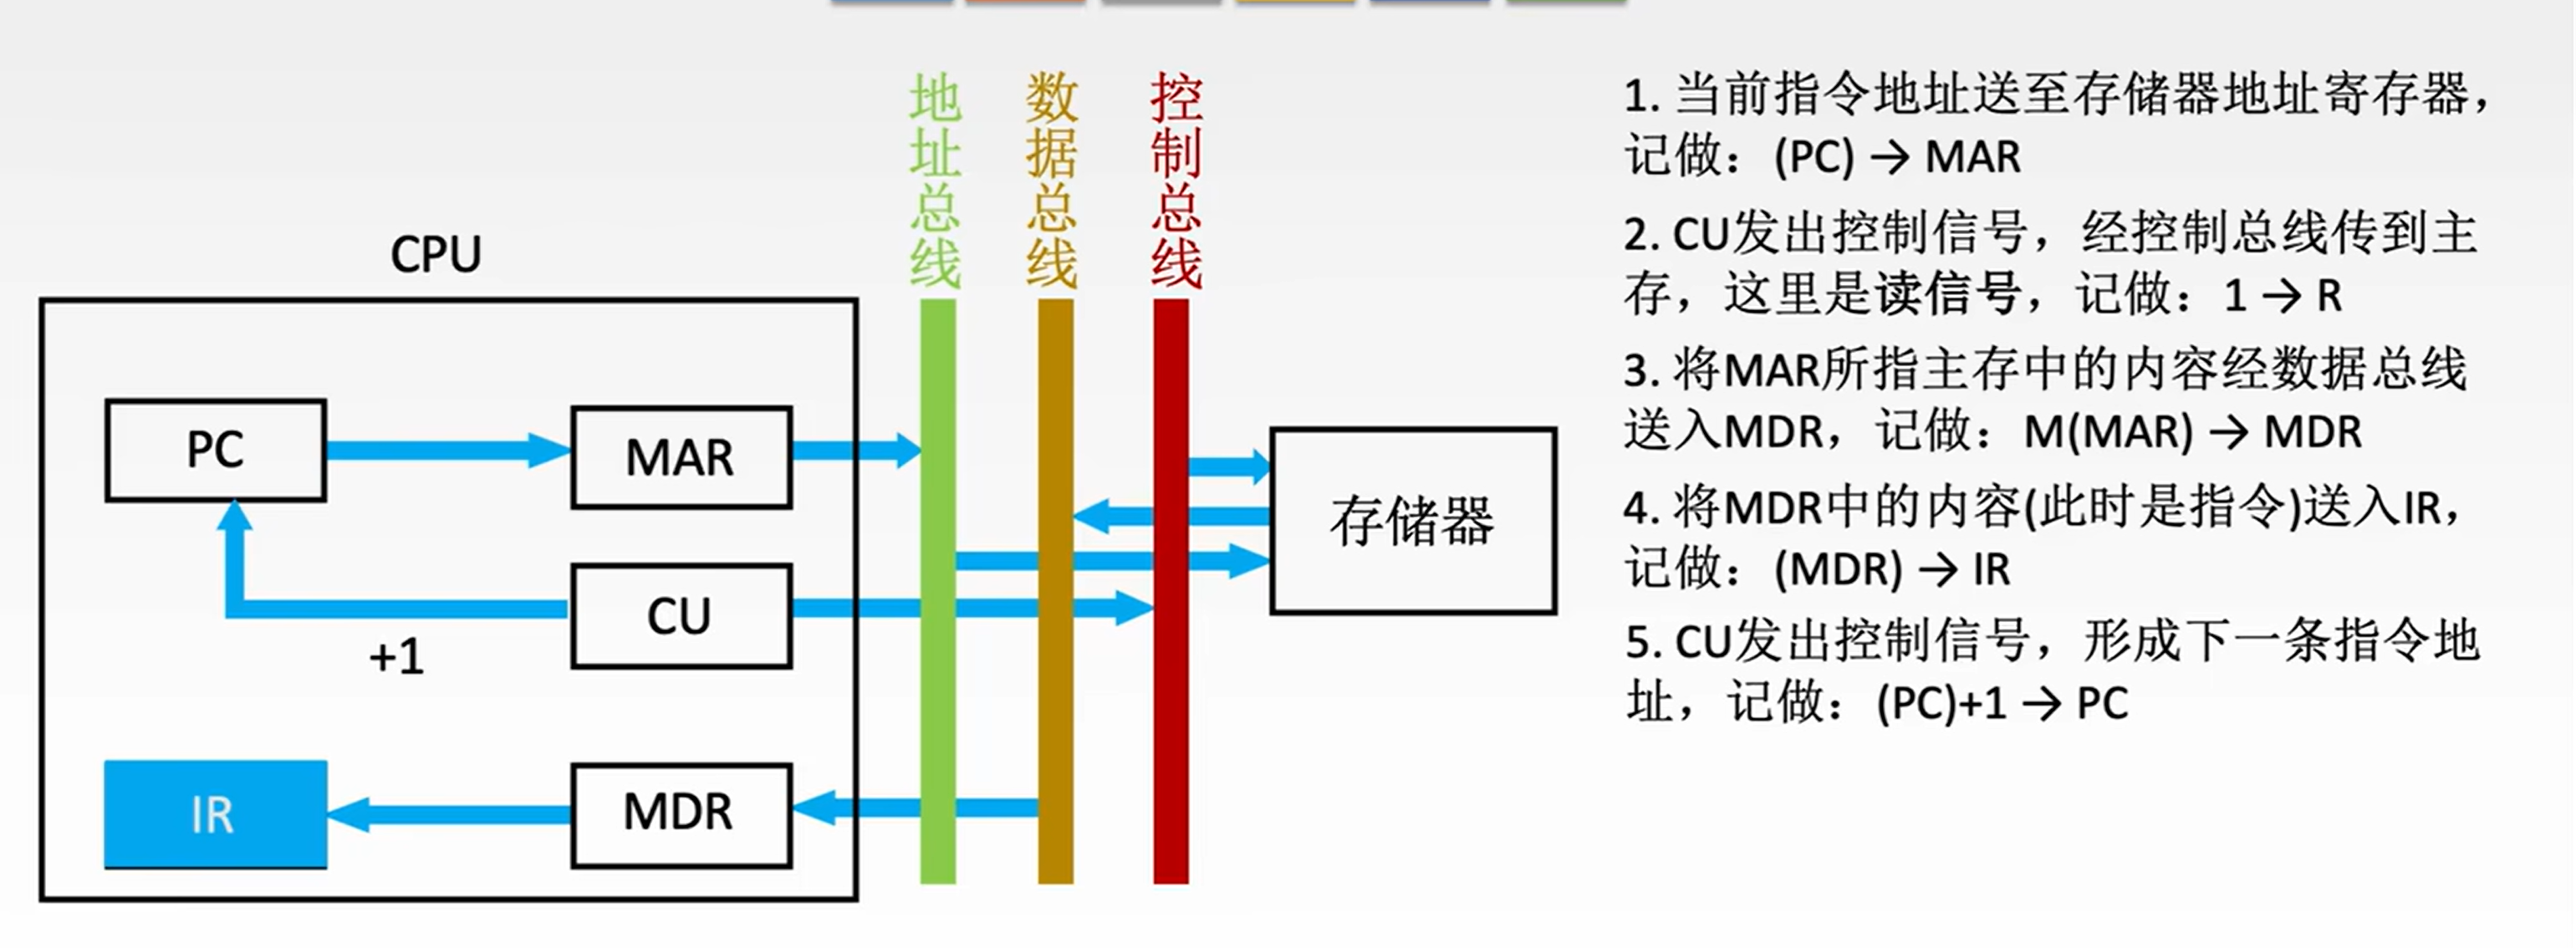 地址总线
数据总线
控制总线
CPU
PC
MAR
CU
+1
IR
MDR
存储器
1. 当前指令地址送至存储器地址寄存器，
记做：(PC) → MAR
2. CU发出控制信号，经控制总线传到主
存，这里是读信号，记做：1 → R
3. 将MAR所指主存中的内容经数据总线
送入MDR，记做：M(MAR) → MDR
4. 将MDR中的内容(此时是指令)送入IR，
记做：(MDR) → IR
5. CU发出控制信号，形成下一条指令地
址，记做：(PC)+1 → PC